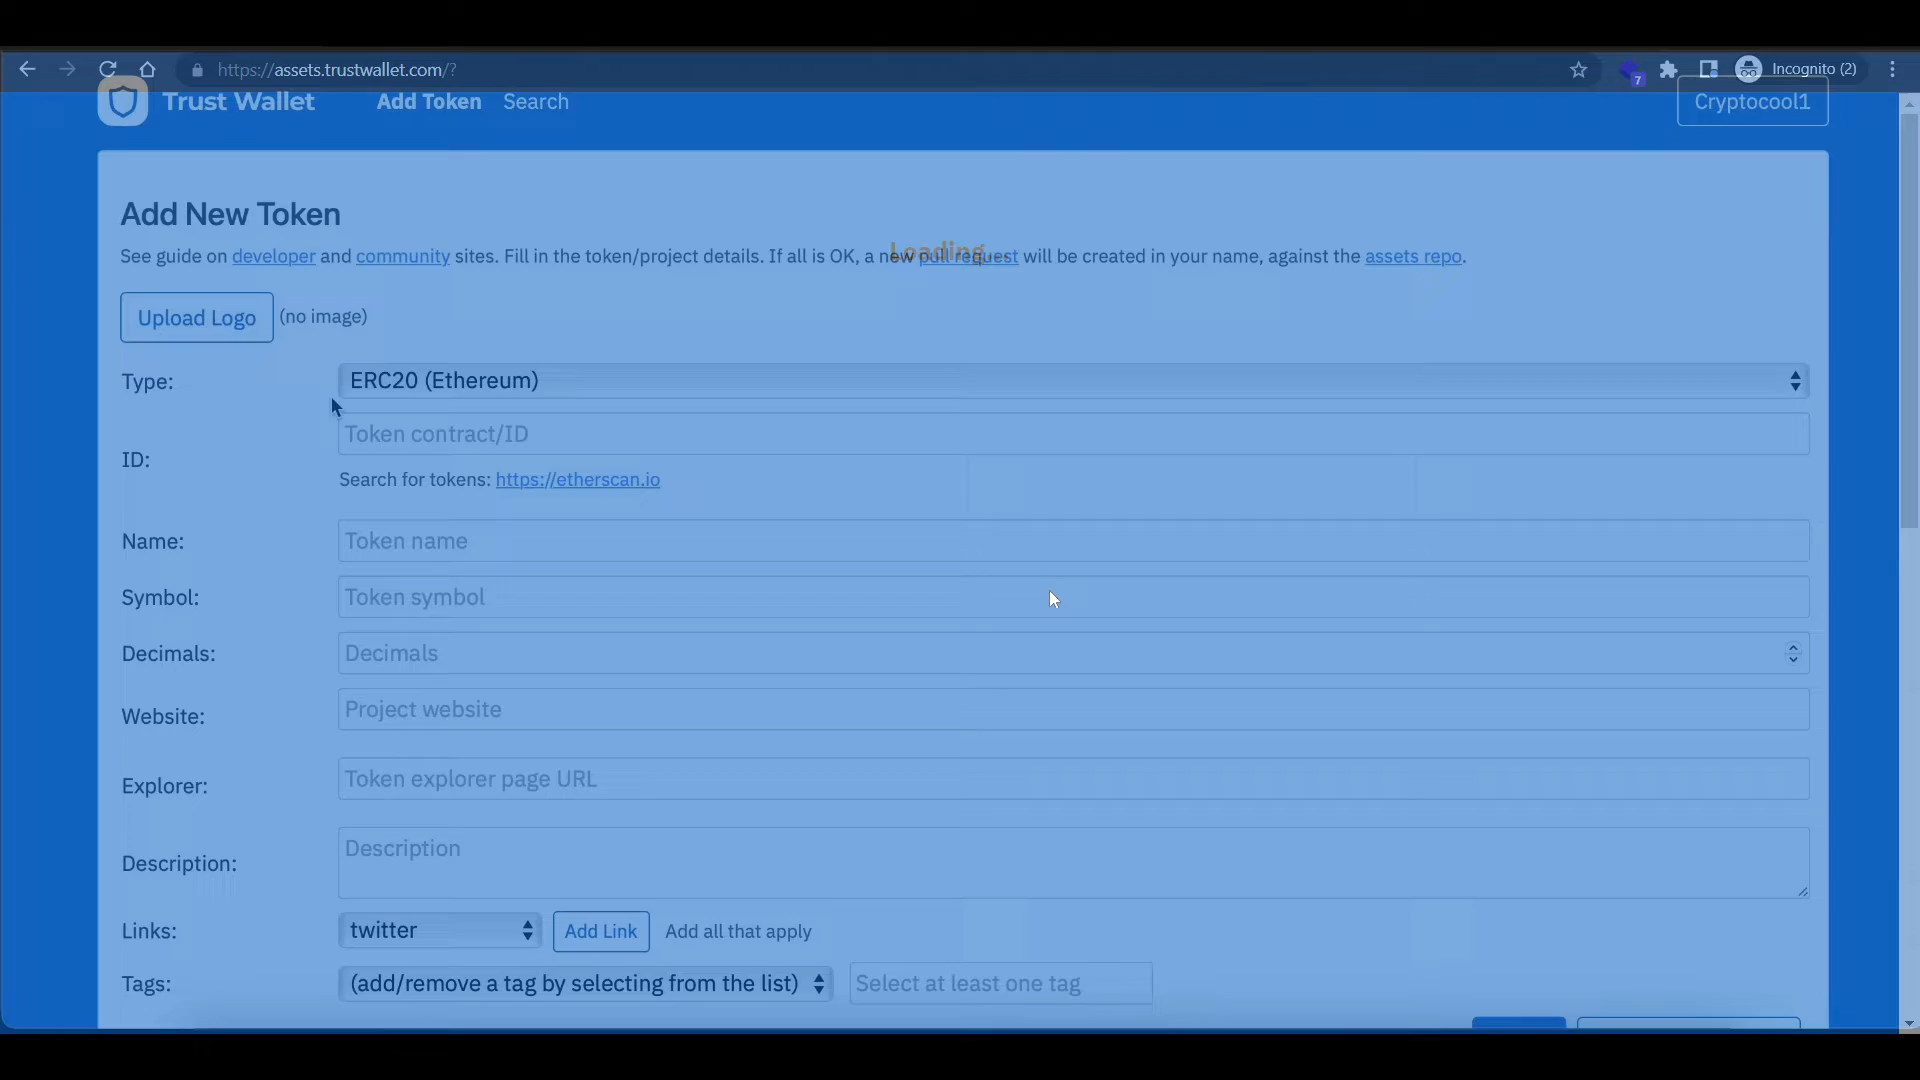 https://assets.trustwallet.com/?
7
Incognito (2)
Trust Wallet
Add Token
Search
Cryptocool1
Add New Token
Loading...
See guide on developer and community sites. Fill in the token/project details. If all is OK, a new pull request will be created in your name, against the assets repo.
Upload Logo (no image)
Type: ERC20 (Ethereum)
ID: Token contract/ID
Search for tokens: https://etherscan.io
Name: Token name
Symbol: Token symbol
Decimals: Decimals
Website: Project website
Explorer: Token explorer page URL
Description: Description
Links: twitter Add Link Add all that apply
Tags: (add/remove a tag by selecting from the list) Select at least one tag